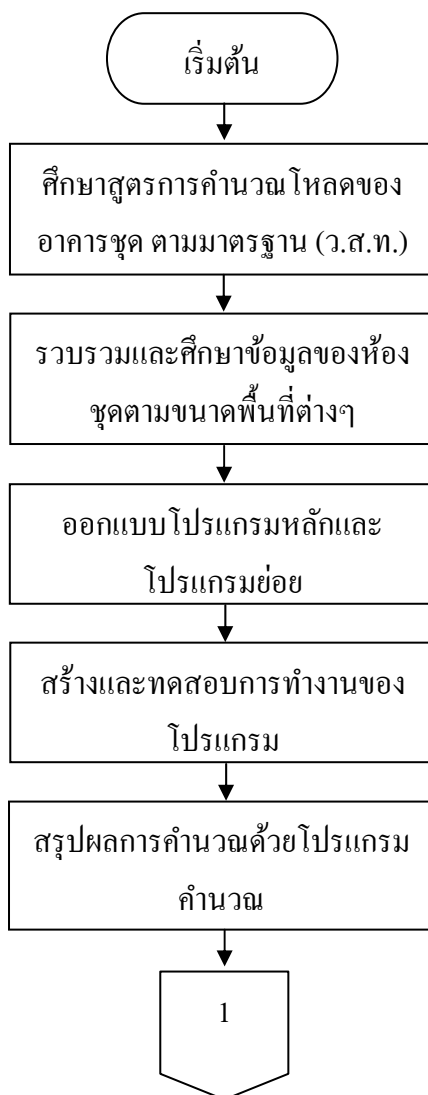 เริ่มต้น
ศึกษาสูตรการคำนวณโหลดของ
อาคารชุด ตามมาตรฐาน (ว.ส.ท.)
รวบรวมและศึกษาข้อมูลของห้อง
ชุดตามขนาดพื้นที่ต่างๆ
ออกแบบโปรแกรมหลักและ
โปรแกรมย่อย
สร้างและทดสอบการทำงานของ
โปรแกรม
สรุปผลการคำนวณด้วยโปรแกรม
คำนวณ
1